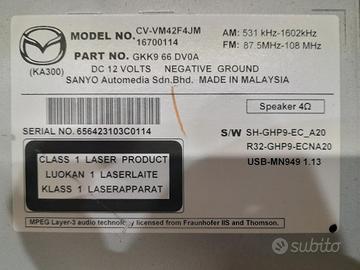 MODEL NO. CV-VM42F4JM
16700114
AM: 531 kHz-1602kHz
FM: 87.5MHz-108 MHz
PART NO. GKK9 66 DV0A
(KA300)
DC 12 VOLTS NEGATIVE GROUND
SANYO Automedia Sdn.Bhd. MADE IN MALAYSIA
Speaker 4Ω
SERIAL NO. 656423103C0114
S/W SH-GHP9-EC_A20
R32-GHP9-ECNA20
USB-MN949 1.13
CLASS 1 LASER PRODUCT
LUOKAN 1 LASERLAITE
KLASS 1 LASERAPPARAT
MPEG Layer-3 audio technology licensed from Fraunhofer IIS and Thomson.
subito